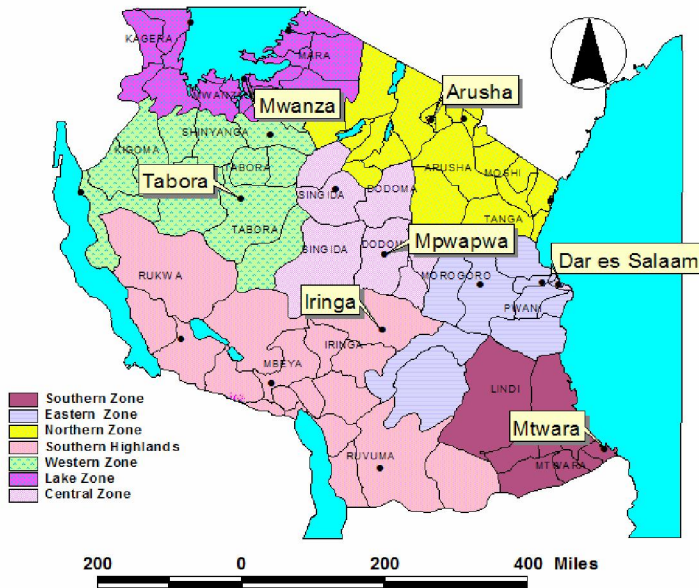 KAGERA
MARA
MWANZA
Mwanza
Arusha
SHINYANGA
KIGOMA
TABORA
Tabora
ARUSHA
MOSHI
SINGIDA
DODOMA
TANGA
TABORA
SINGIDA
DODOM
Mpwapwa
Dar es Salaam
RUKWA
MOROGORO
PWANI
Iringa
IRINGA
MBEYA
LINDI
Mtwara
RUVUMA
MTWARA
Southern Zone
Eastern Zone
Northern Zone
Southern Highlands
Western Zone
Lake Zone
Central Zone
200 0 200 400 Miles